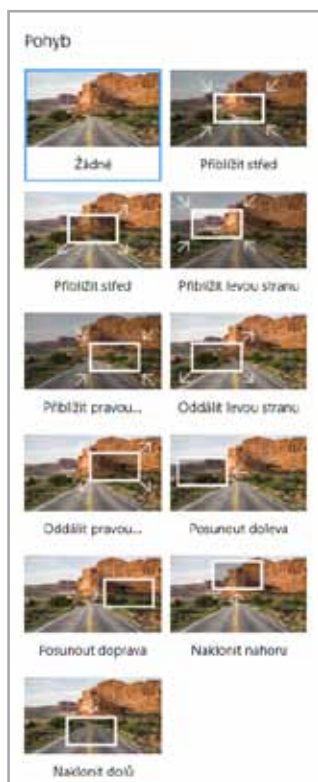 Pohyb
Žádné
Přiblížit střed
Přiblížit střed
Přiblížit levou stranu
Přiblížit pravou...
Oddálit levou stranu
Oddálit pravou...
Posunout doleva
Posunout doprava
Naklonit nahoru
Naklonit dolů